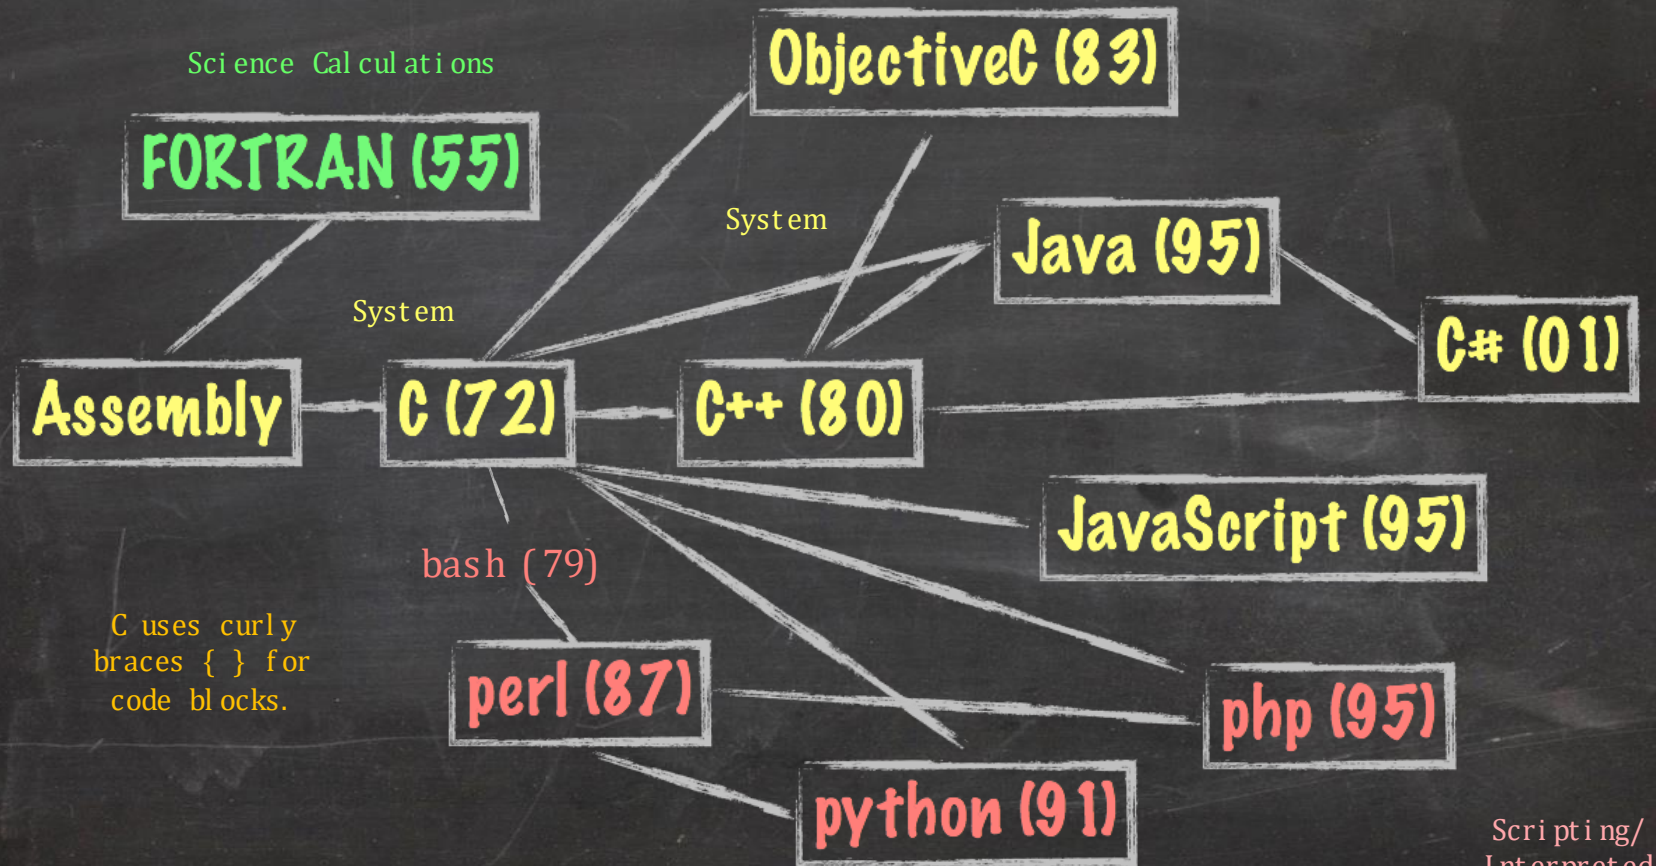 Science Calculations
ObjectiveC (83)
FORTRAN (55)
System
Java (95)
System
C# (01)
Assembly
C (72)
C++ (80)
JavaScript (95)
bash (79)
C uses curly
braces { } for
code blocks.
perl (87)
php (95)
python (91)
Scripting/
Interpreted